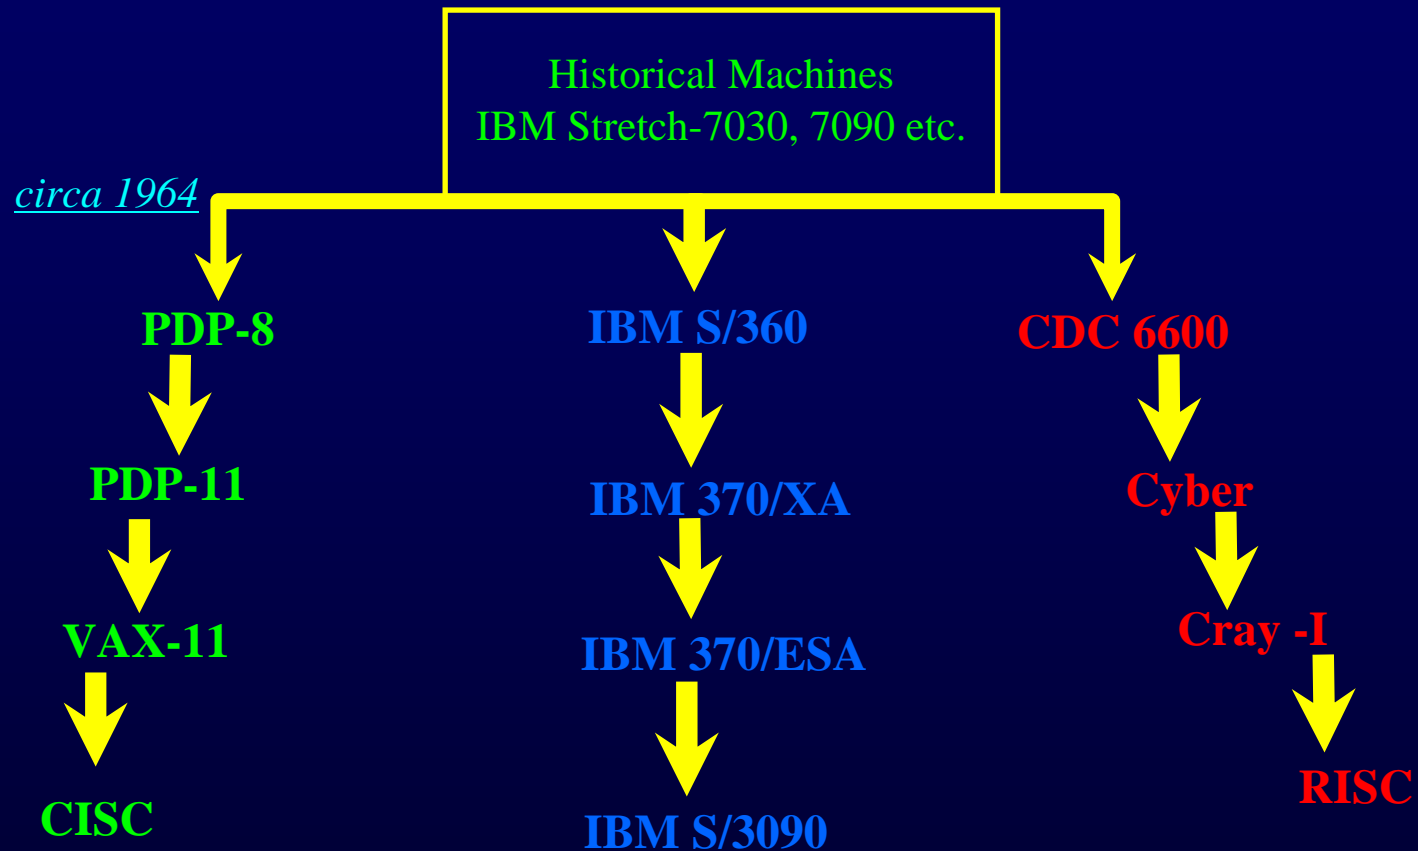 Historical Machines
IBM Stretch-7030, 7090 etc.
circa 1964
PDP-8
IBM S/360
CDC 6600
PDP-11
IBM 370/XA
Cyber
VAX-11
IBM 370/ESA
Cray -I
CISC
IBM S/3090
RISC